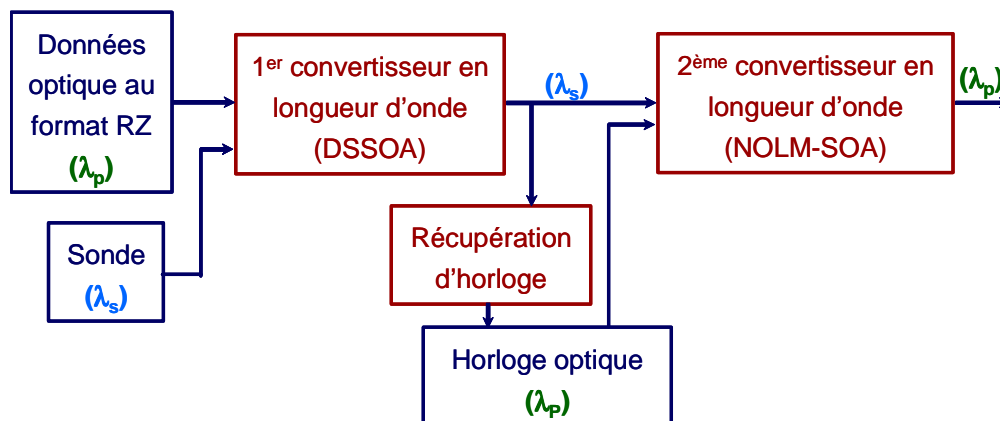 Données
optique au
format RZ
(λp)
1er convertisseur en
longueur d'onde
(DSSOA)
(λs)
2ème convertisseur en
longueur d'onde
(NOLM-SOA)
(λp)
Sonde
(λs)
Récupération
d'horloge
Horloge optique
(λP)